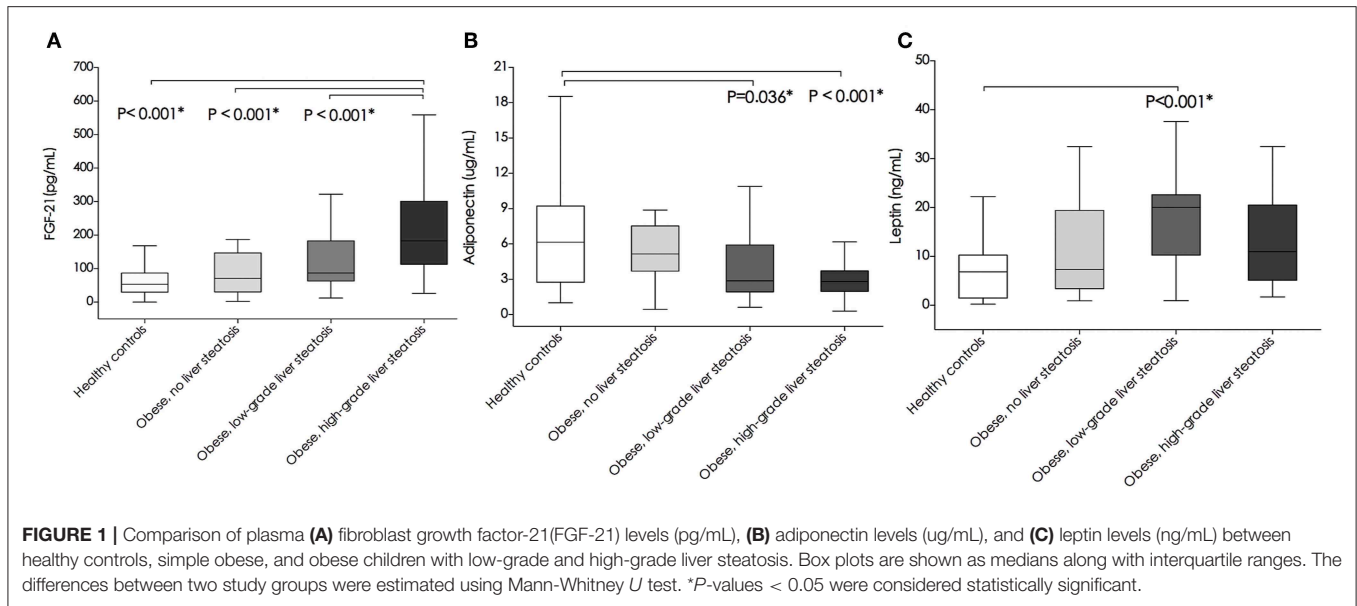 A
700
600
500
400
300
200
100
0
FGF-21(pg/mL)
P< 0.001* P< 0.001* P< 0.001*
Healthy controls
Obese, no liver steatosis
Obese, low-grade liver steatosis
Obese, high-grade liver steatosis
B
21
18
15
12
9
6
3
0
Adiponectin (ug/mL)
P=0.036* P< 0.001*
Healthy controls
Obese, no liver steatosis
Obese, low-grade liver steatosis
Obese, high-grade liver steatosis
C
50
40
30
20
10
0
Leptin (ng/mL)
P<0.001*
Healthy controls
Obese, no liver steatosis
Obese, low-grade liver steatosis
Obese, high-grade liver steatosis
FIGURE 1 | Comparison of plasma (A) fibroblast growth factor-21(FGF-21) levels (pg/mL), (B) adiponectin levels (ug/mL), and (C) leptin levels (ng/mL) between
healthy controls, simple obese, and obese children with low-grade and high-grade liver steatosis. Box plots are shown as medians along with interquartile ranges. The
differences between two study groups were estimated using Mann-Whitney U test. *P-values < 0.05 were considered statistically significant.